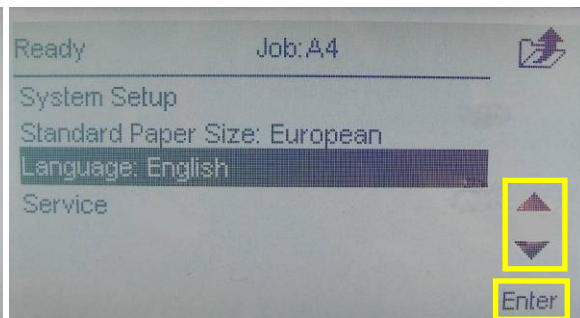 Ready Job:A4
System Setup
Standard Paper Size: European
Language: English
Service
Enter